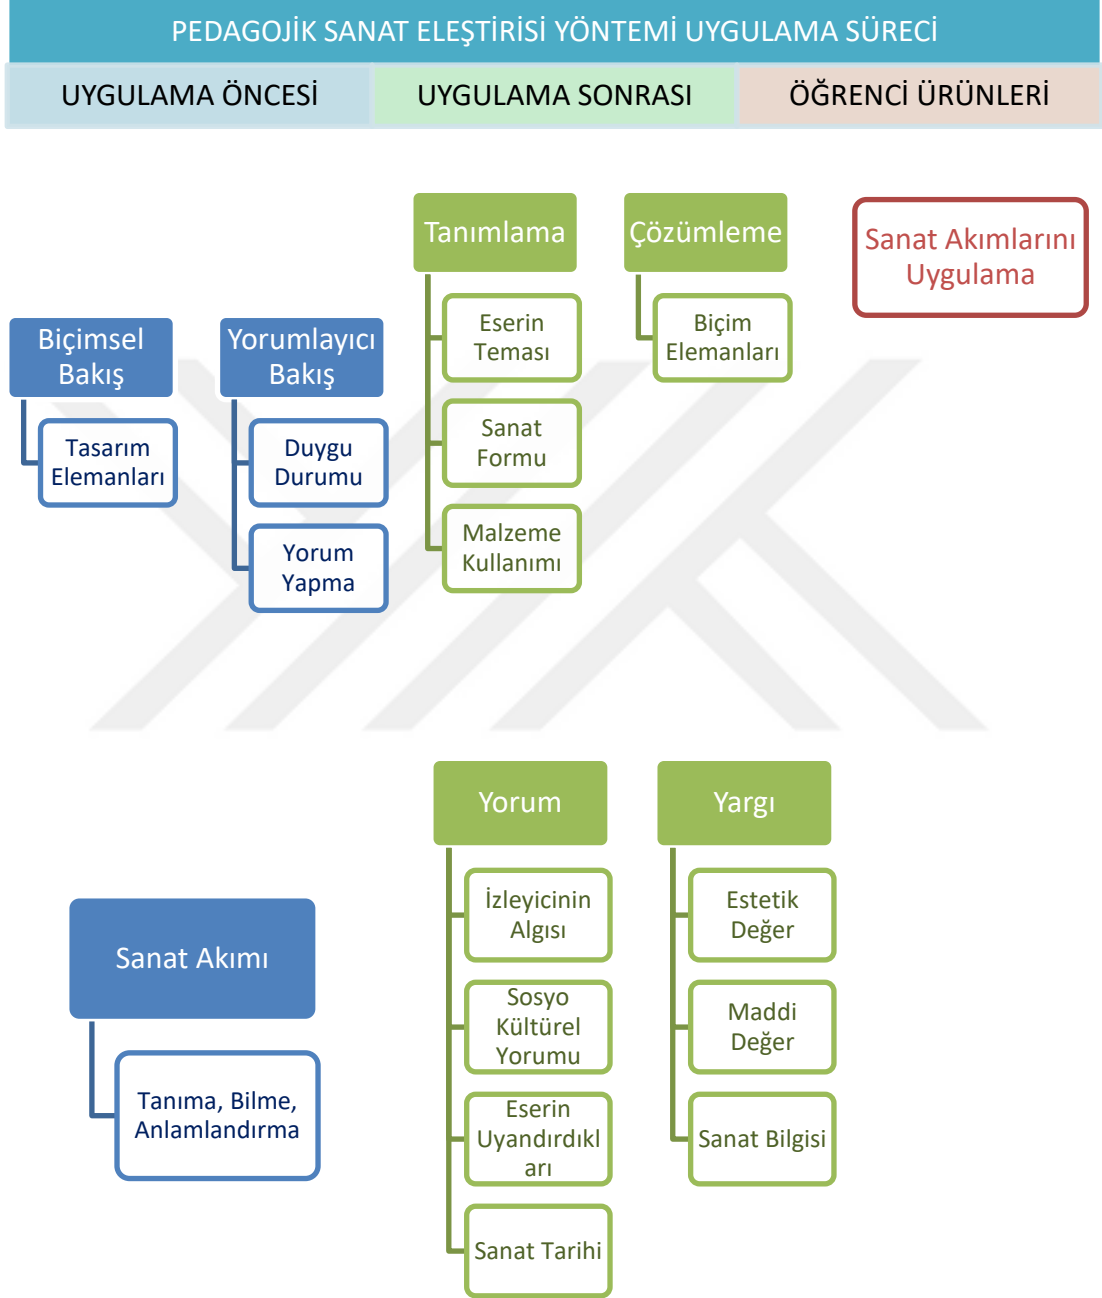 PEDAGOJİK SANAT ELEŞTİRİSİ YÖNTEMİ UYGULAMA SÜRECİ
UYGULAMA ÖNCESİ
UYGULAMA SONRASI
ÖĞRENCİ ÜRÜNLERİ
Biçimsel
Bakış
Tasarım
Elemanları
Yorumlayıcı
Bakış
Duygu
Durumu
Yorum
Yapma
Tanımlama
Eserin
Teması
Sanat
Formu
Malzeme
Kullanımı
Çözümleme
Biçim
Elemanları
Sanat Akımlarını
Uygulama
Sanat Akımı
Tanıma, Bilme,
Anlamlandırma
Yorum
İzleyicinin
Algısı
Sosyo
Kültürel
Yorumu
Eserin
Uyandırdıkl
arı
Sanat Tarihi
Yargı
Estetik
Değer
Maddi
Değer
Sanat Bilgisi